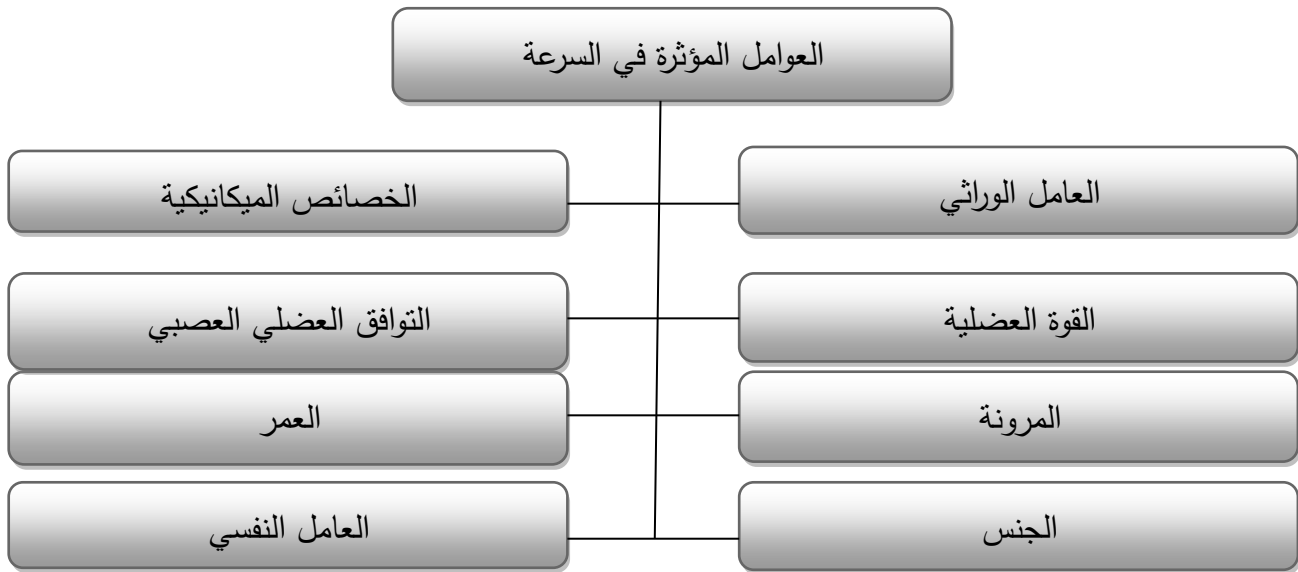 العوامل المؤثرة في السرعة
العامل الوراثي
الخصائص الميكانيكية
القوة العضلية
التوافق العضلي العصبي
المرونة
العمر
الجنس
العامل النفسي